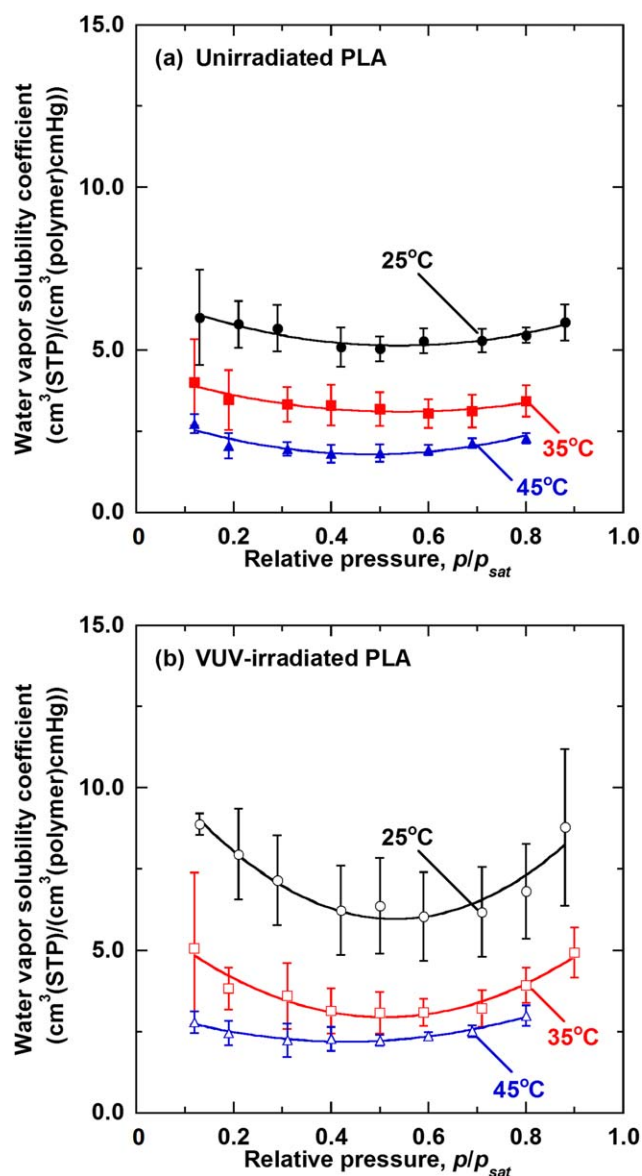 (a) Unirradiated PLA
Water vapor solubility coefficient
(cm³(STP)/(cm³(polymer)cmHg))
15.0
10.0
5.0
0.0
25°C
35°C
45°C
0 0.2 0.4 0.6 0.8 1.0
Relative pressure, p/p_sat
(b) VUV-irradiated PLA
Water vapor solubility coefficient
(cm³(STP)/(cm³(polymer)cmHg))
15.0
10.0
5.0
0.0
25°C
35°C
45°C
0 0.2 0.4 0.6 0.8 1.0
Relative pressure, p/p_sat